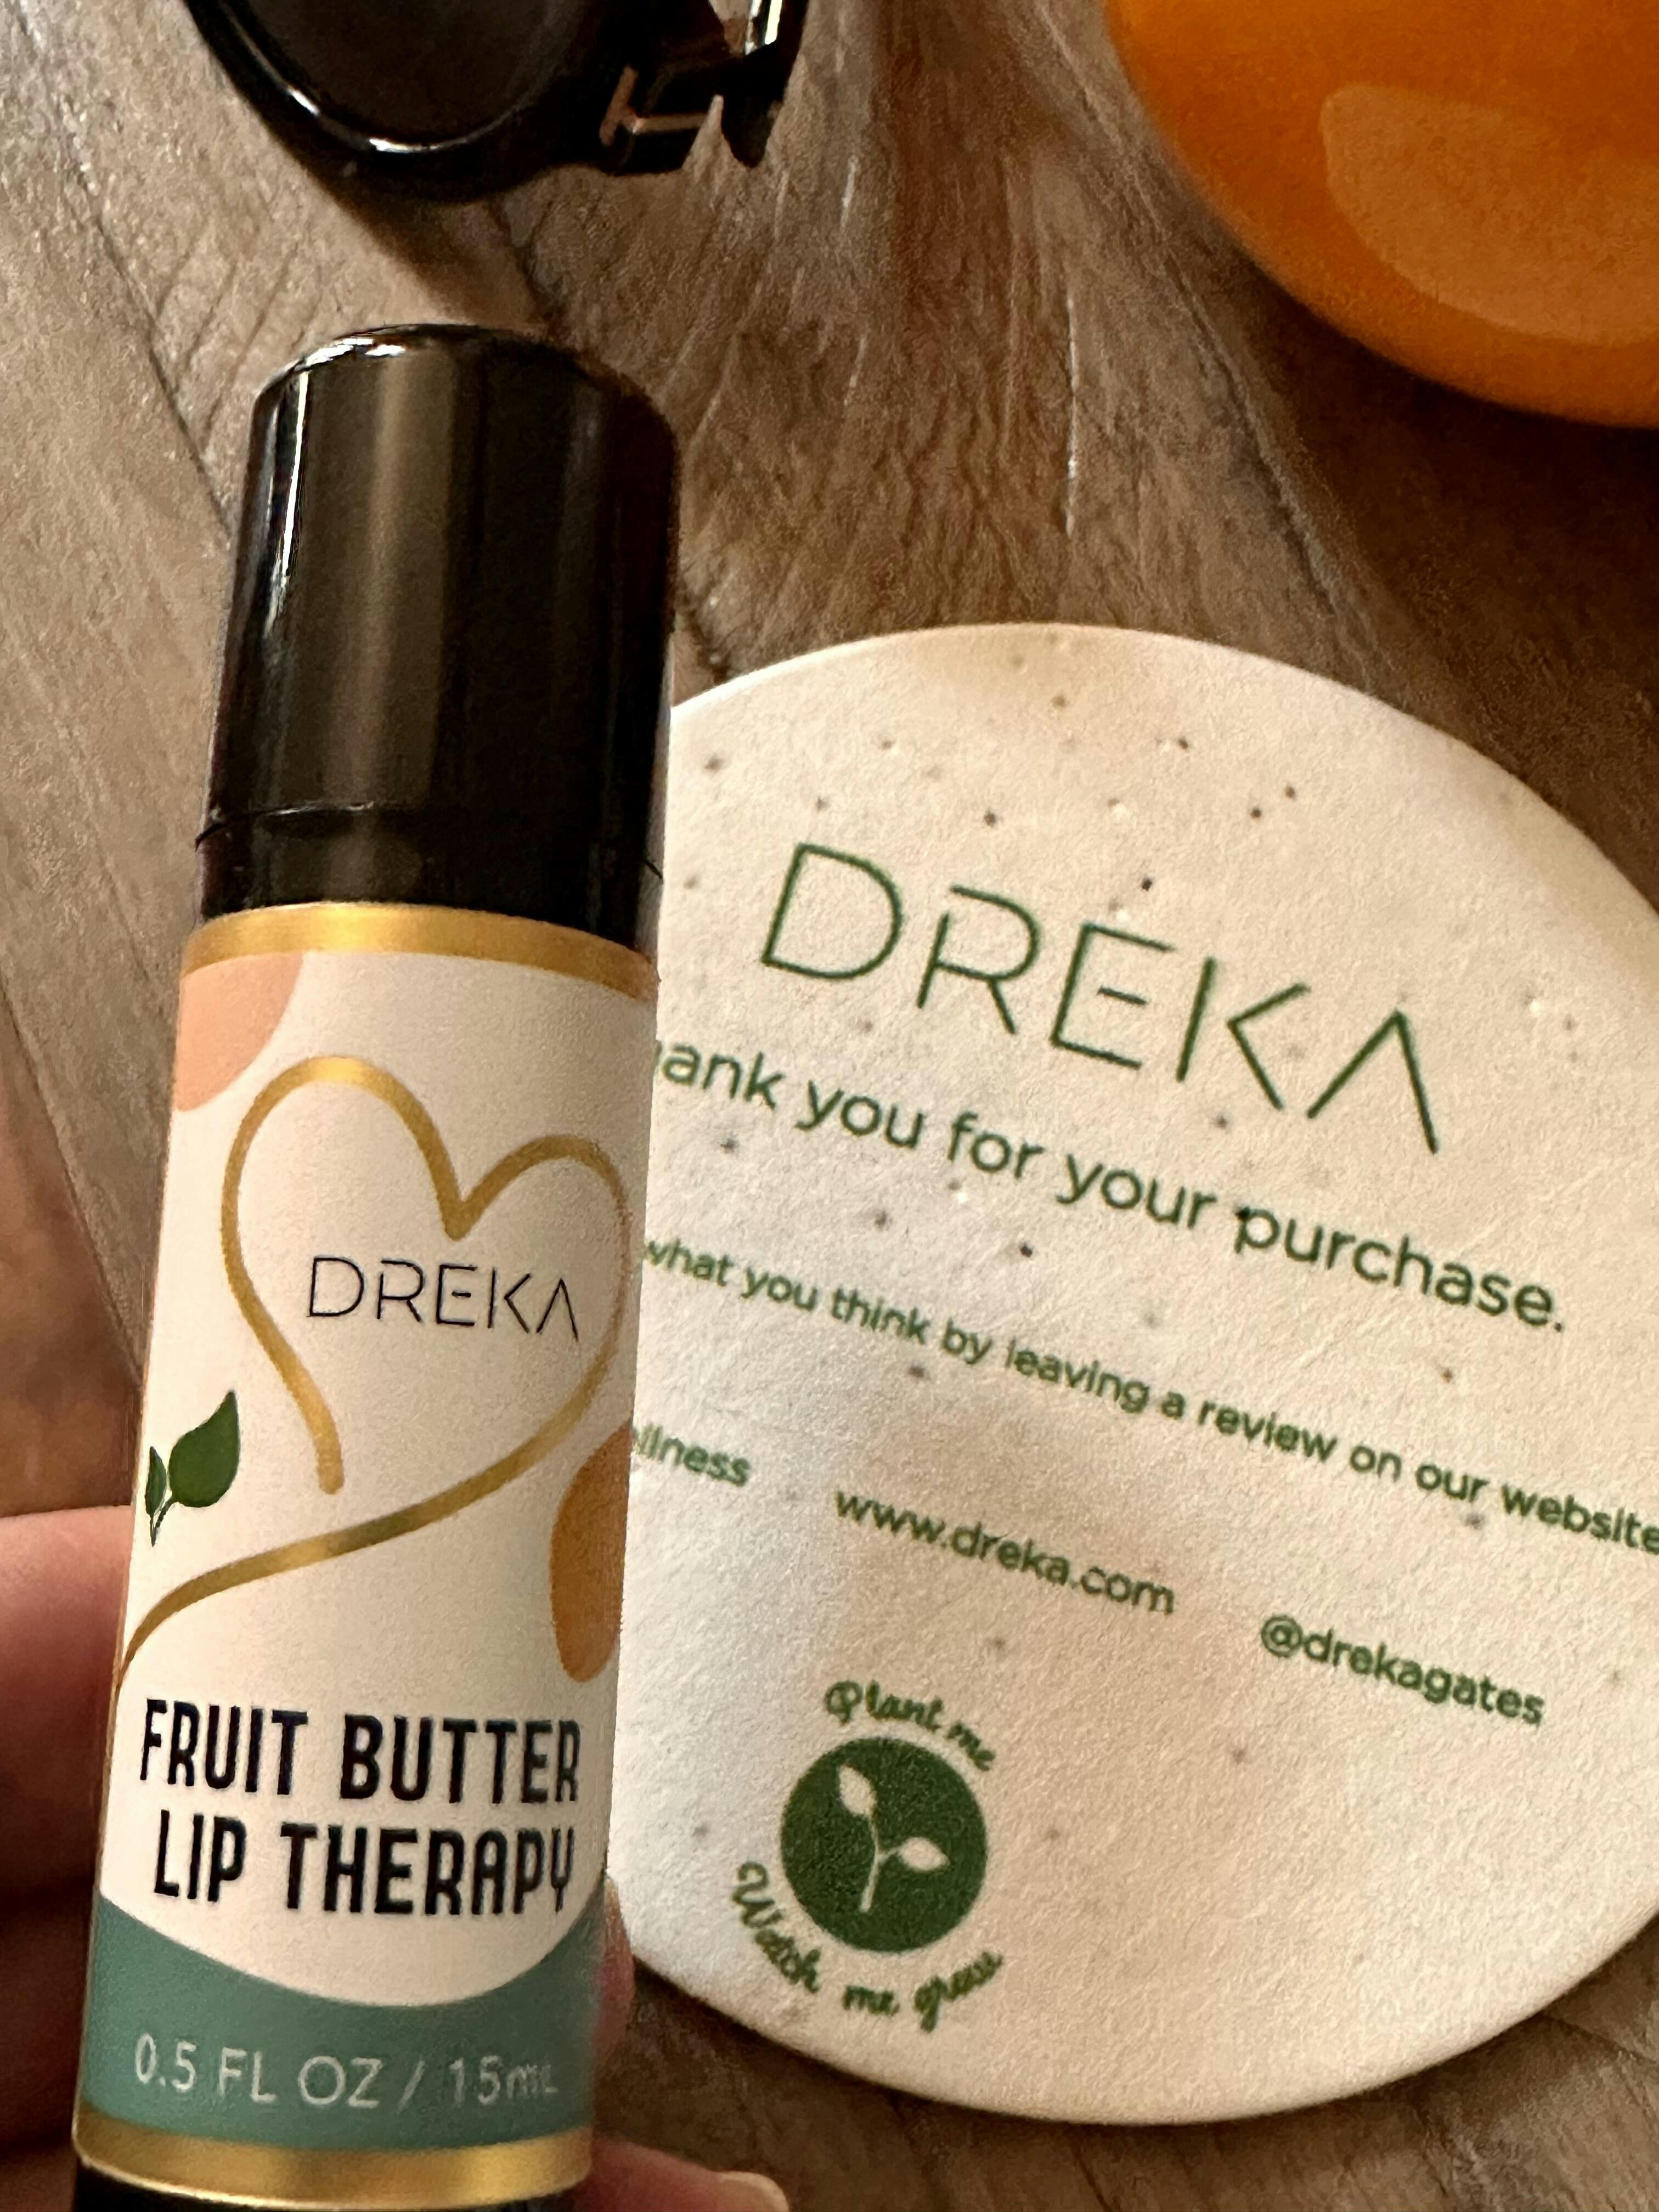 DREKA
FRUIT BUTTER
LIP THERAPY
0.5 FL OZ / 15mL
DREKA
ank you for your purchase.
what you think by leaving a review on our website
llness
www.dreka.com
@drekagates
Plant me
Watch me grow